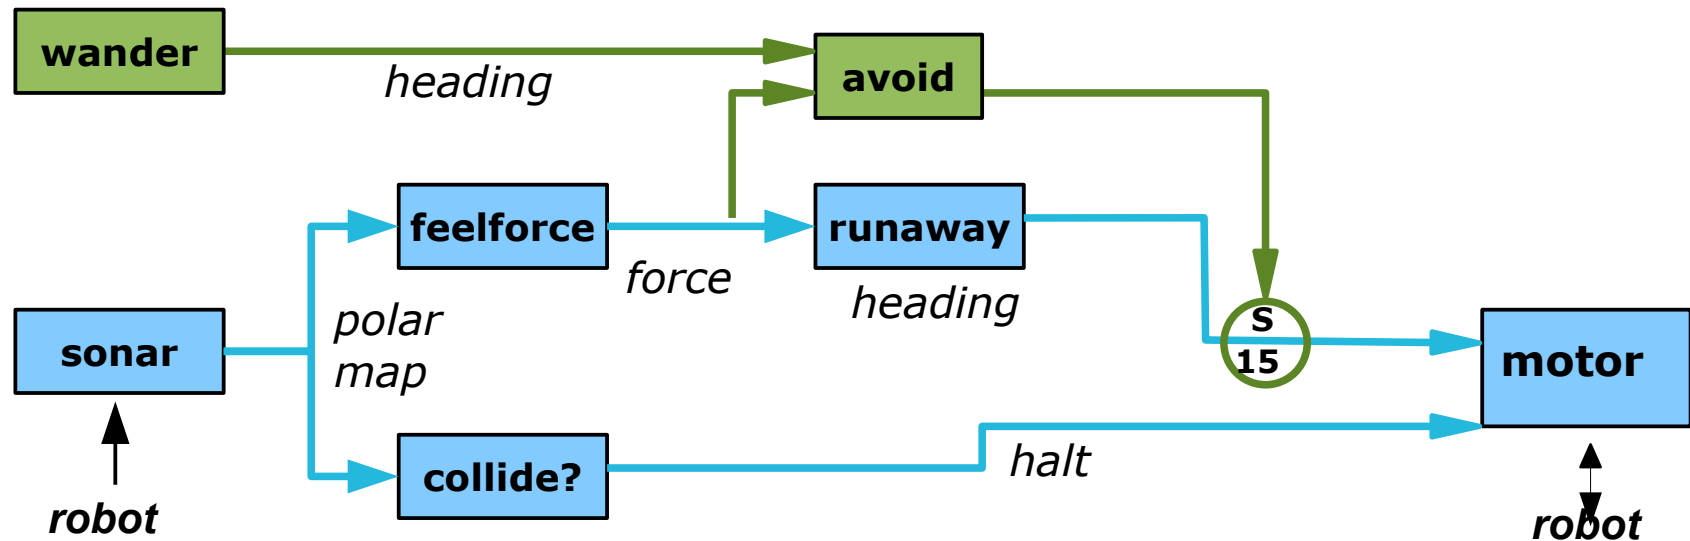 wander
heading
avoid
feelforce
force
runaway
heading
sonar
polar
map
S
15
motor
collide?
halt
robot
robot